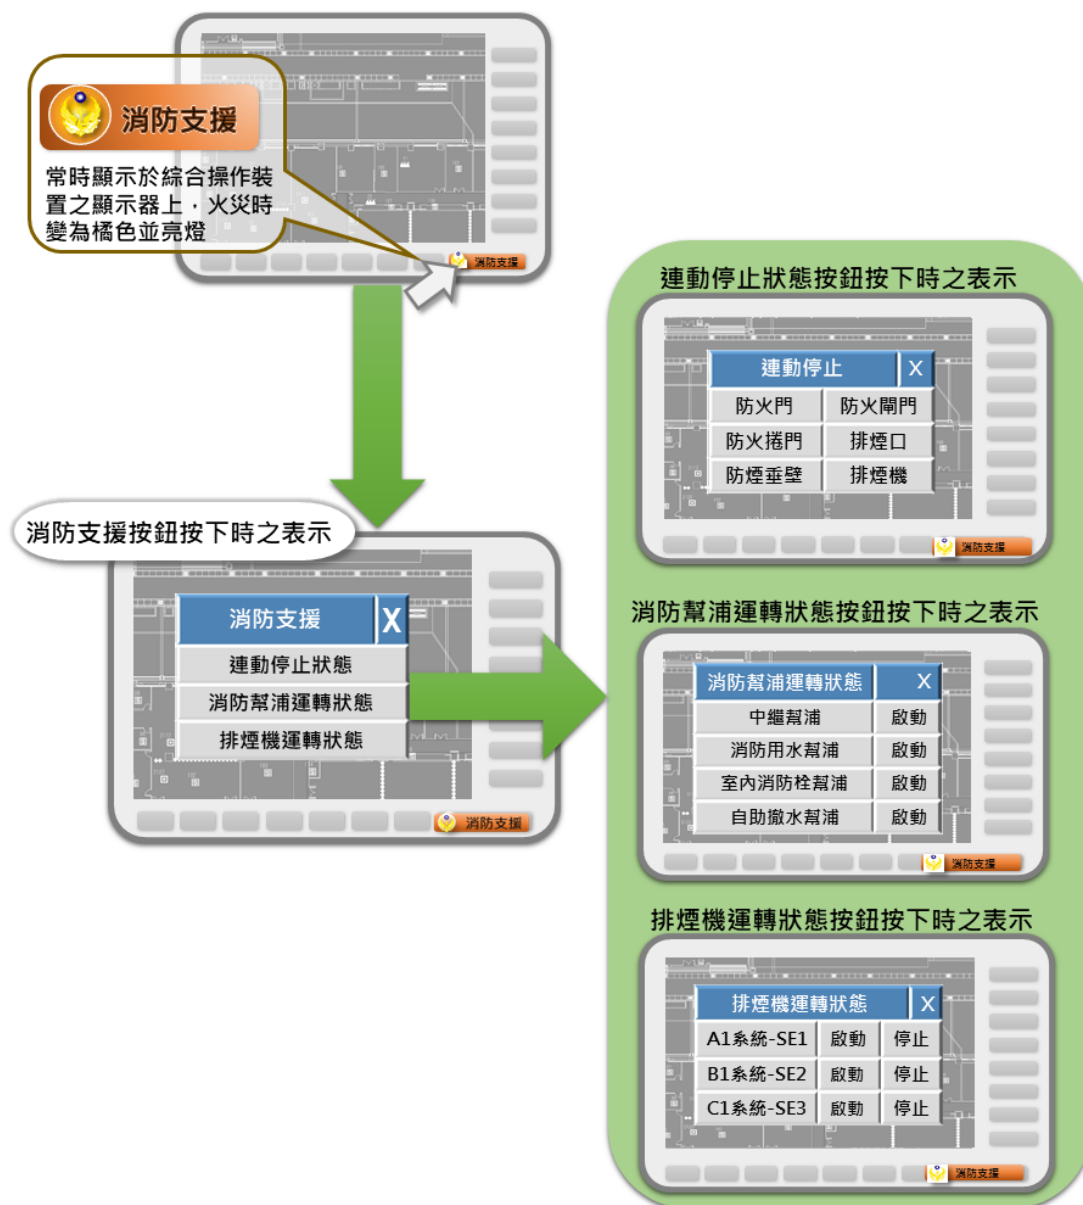 消防支援
常時顯示於綜合操作裝
置之顯示器上，火災時
變為橘色並亮燈
消防支援
消防支援按鈕按下時之表示
消防支援 X
連動停止狀態
消防幫浦運轉狀態
排煙機運轉狀態
消防支援
連動停止狀態按鈕按下時之表示
連動停止 X
防火門 防火閘門
防火捲門 排煙口
防煙垂壁 排煙機
消防支援
消防幫浦運轉狀態按鈕按下時之表示
消防幫浦運轉狀態 X
中繼幫浦 啟動
消防用水幫浦 啟動
室內消防栓幫浦 啟動
自助撒水幫浦 啟動
消防支援
排煙機運轉狀態按鈕按下時之表示
排煙機運轉狀態 X
A1系統-SE1 啟動 停止
B1系統-SE2 啟動 停止
C1系統-SE3 啟動 停止
消防支援